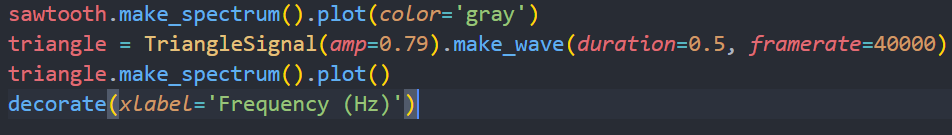 sawtooth.make_spectrum().plot(color='gray')
triangle = TriangleSignal(amp=0.79).make_wave(duration=0.5, framerate=40000)
triangle.make_spectrum().plot()
decorate(xlabel='Frequency (Hz)')